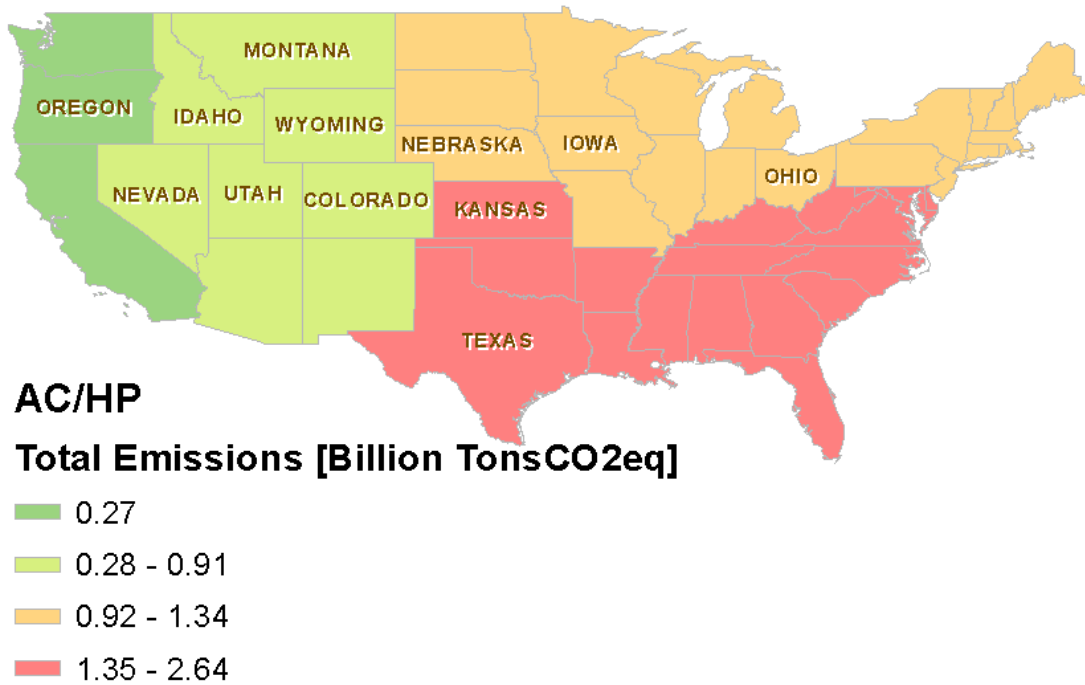 MONTANA
OREGON
IDAHO
WYOMING
NEBRASKA
IOWA
OHIO
NEVADA
UTAH
COLORADO
KANSAS
TEXAS
AC/HP
Total Emissions [Billion TonsCO2eq]
0.27
0.28 - 0.91
0.92 - 1.34
1.35 - 2.64